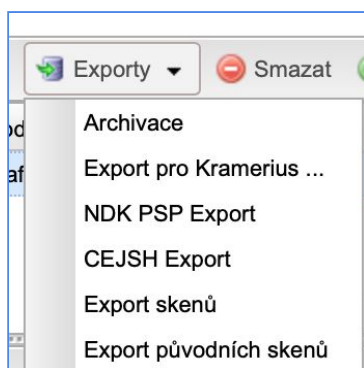 Exporty Smazat
Archivace
Export pro Kramerius ...
NDK PSP Export
CEJSH Export
Export skenů
Export původních skenů